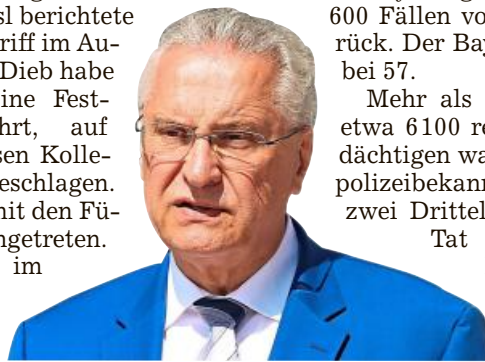 sl berichtete
riff im Au-
Dieb habe
ine Fest-
hrt, auf
sen Kolle-
eschlagen.
nit den Fü-
ngetreten.
im
600 Fällen vo
rück. Der Bay
bei 57.
Mehr als
etwa 6100 re
dächtigen wa
polizeibekann
zwei Drittel
Tat